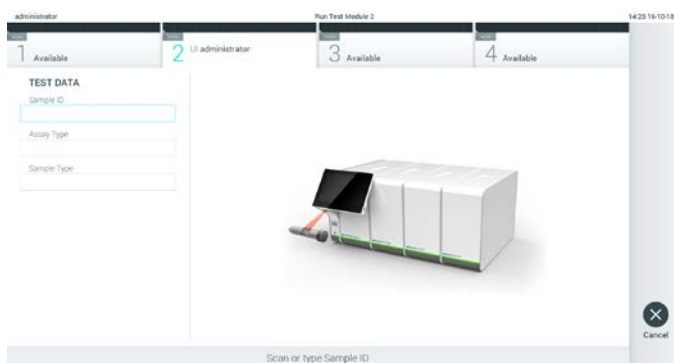 administrator
Run Test Module 2
14:23 16-10-18
1 Available
2 UI administrator
3 Available
4 Available
TEST DATA
Sample ID
Assay Type
Sample Type
Cancel
Scan or type Sample ID